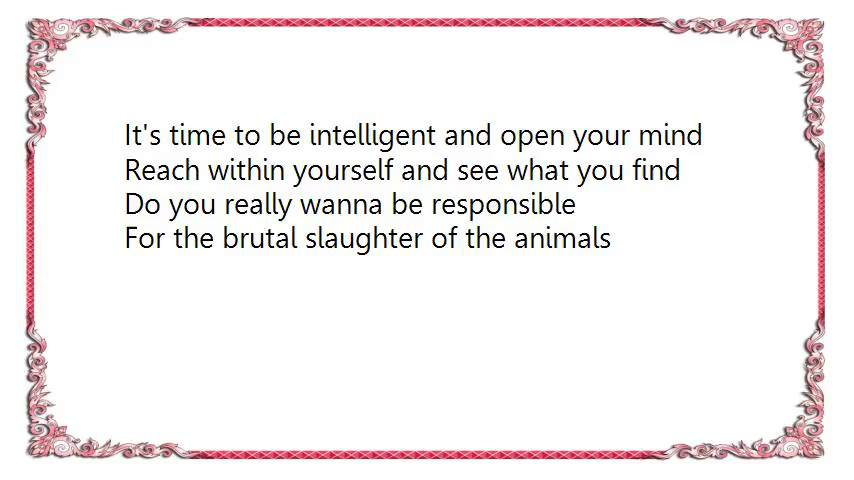 It's time to be intelligent and open your mind
Reach within yourself and see what you find
Do you really wanna be responsible
For the brutal slaughter of the animals